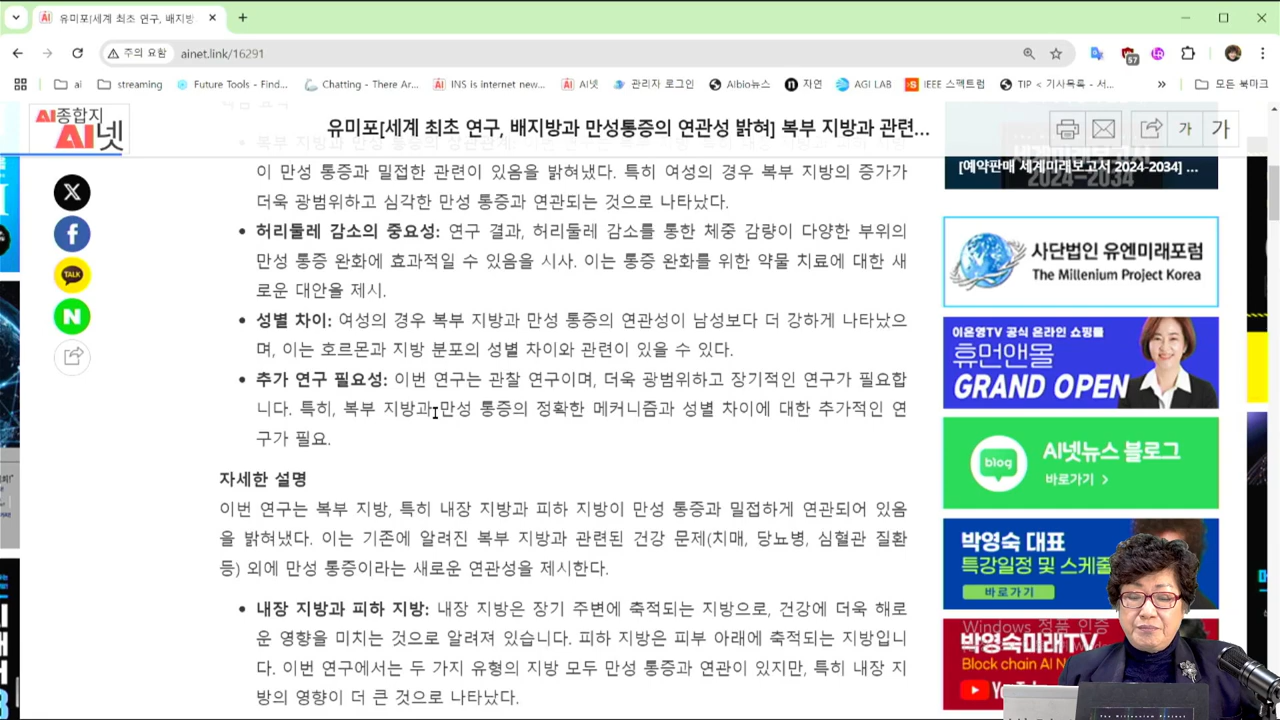 유미포[세계 최초 연구, 배지방
주의 요함
ainet.link/16291
57
ai
streaming
Future Tools - Find...
Chatting - There Ar...
INS is internet new...
AI넷
관리자 로그인
AIbio뉴스
자연
AGI LAB
IEEE 스펙트럼
TIP < 기사목록 - 서...
모든 북마크
AI종합지
AI넷
유미포[세계 최초 연구, 배지방과 만성통증의 연관성 밝혀] 복부 지방과 관련...
가
가
이 만성 통증과 밀접한 관련이 있음을 밝혀냈다. 특히 여성의 경우 복부 지방의 증가가
더욱 광범위하고 심각한 만성 통증과 연관되는 것으로 나타났다.
허리둘레 감소의 중요성: 연구 결과, 허리둘레 감소를 통한 체중 감량이 다양한 부위의
만성 통증 완화에 효과적일 수 있음을 시사. 이는 통증 완화를 위한 약물 치료에 대한 새
로운 대안을 제시.
성별 차이: 여성의 경우 복부 지방과 만성 통증의 연관성이 남성보다 더 강하게 나타났으
며, 이는 호르몬과 지방 분포의 성별 차이와 관련이 있을 수 있다.
추가 연구 필요성: 이번 연구는 관찰 연구이며, 더욱 광범위하고 장기적인 연구가 필요합
니다. 특히, 복부 지방과 만성 통증의 정확한 메커니즘과 성별 차이에 대한 추가적인 연
구가 필요.
자세한 설명
이번 연구는 복부 지방, 특히 내장 지방과 피하 지방이 만성 통증과 밀접하게 연관되어 있음
을 밝혀냈다. 이는 기존에 알려진 복부 지방과 관련된 건강 문제(치매, 당뇨병, 심혈관 질환
등) 외에 만성 통증이라는 새로운 연관성을 제시한다.
내장 지방과 피하 지방: 내장 지방은 장기 주변에 축적되는 지방으로, 건강에 더욱 해로
운 영향을 미치는 것으로 알려져 있습니다. 피하 지방은 피부 아래에 축적되는 지방입니
다. 이번 연구에서는 두 가지 유형의 지방 모두 만성 통증과 연관이 있지만, 특히 내장 지
방의 영향이 더 큰 것으로 나타났다.
TALK
N
[예약판매 세계미래보고서 2024-2034] ...
2024-2034
사단법인 유엔미래포럼
The Millenium Project Korea
이은영TV 공식 온라인 쇼핑몰
휴먼앤몰
GRAND OPEN
blog
AI넷뉴스 블로그
바로가기 >
박영숙 대표
특강일정 및 스케줄
바로가기
Windows 정품 인증
박영숙미래TV
Block chain AI